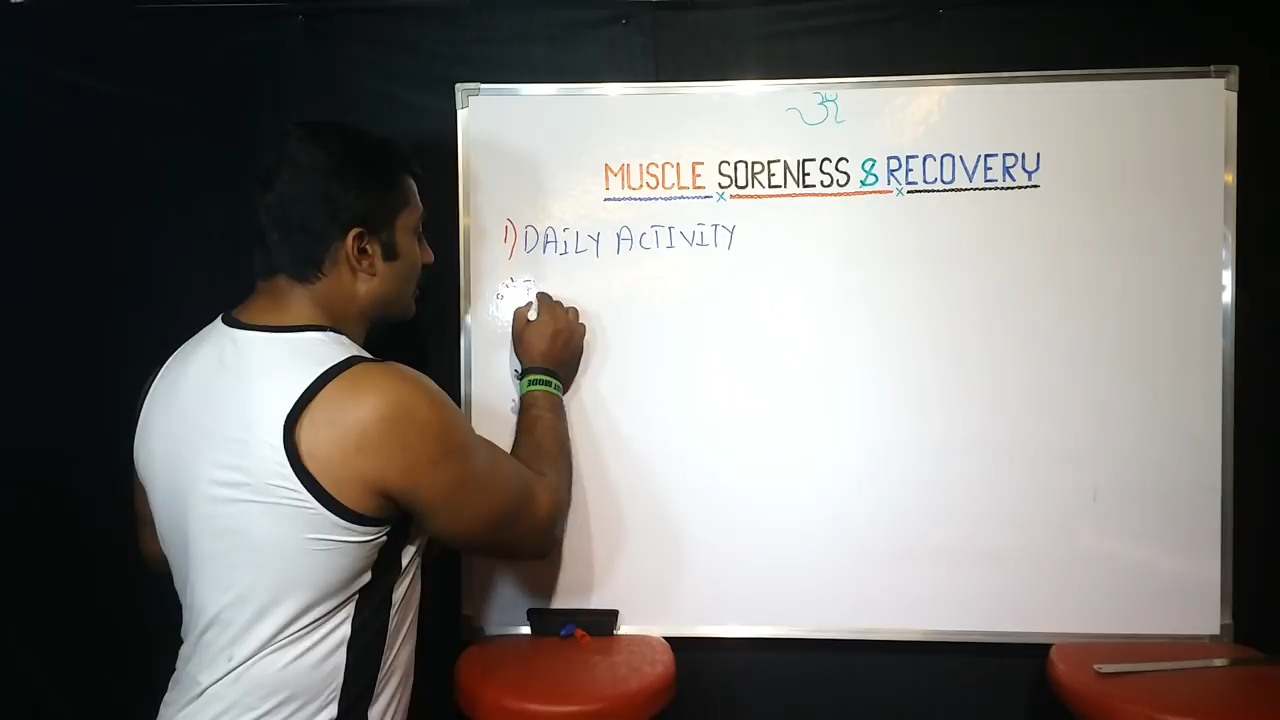 ॐ
MUSCLE SORENESS & RECOVERY
1) DAILY ACTIVITY